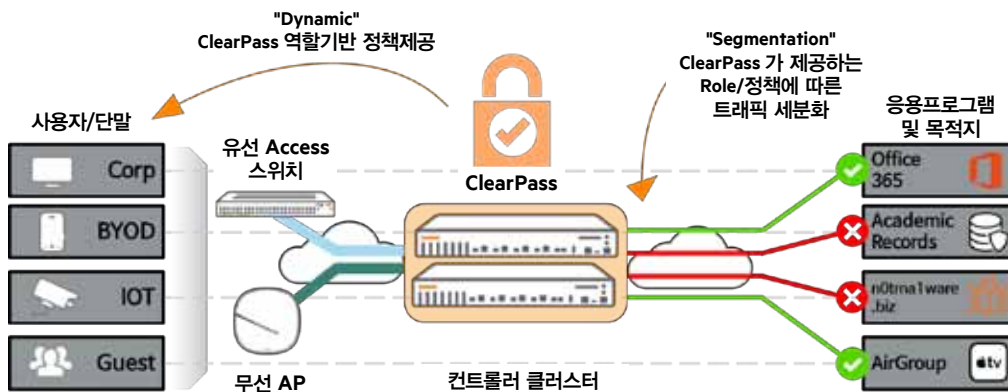 "Dynamic"
ClearPass 역할기반 정책제공
"Segmentation"
ClearPass 가 제공하는
Role/정책에 따른
트래픽 세분화
사용자/단말
Corp
BYOD
IOT
Guest
유선 Access
스위치
무선 AP
ClearPass
컨트롤러 클러스터
응용프로그램
및 목적지
Office
365
Academic
Records
n0tma1ware
.biz
AirGroup
tv